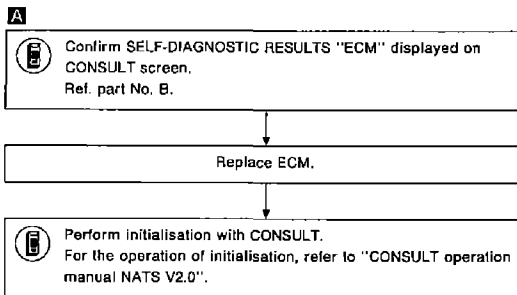 A
Confirm SELF-DIAGNOSTIC RESULTS "ECM" displayed on
CONSULT screen.
Ref. part No. B.
Replace ECM.
Perform initialisation with CONSULT.
For the operation of initialisation, refer to "CONSULT operation
manual NATS V2.0".